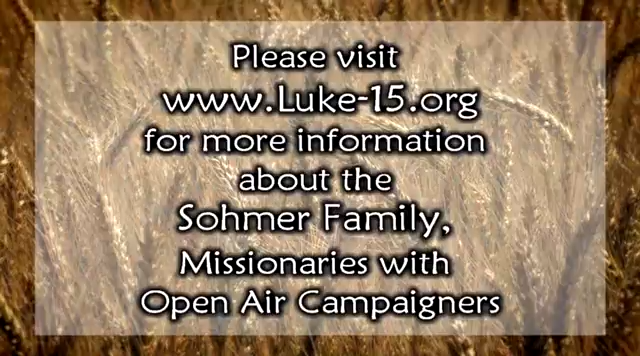 Please visit
www.Luke-15.org
for more information
about the
Sohmer Family,
Missionaries with
Open Air Campaigners